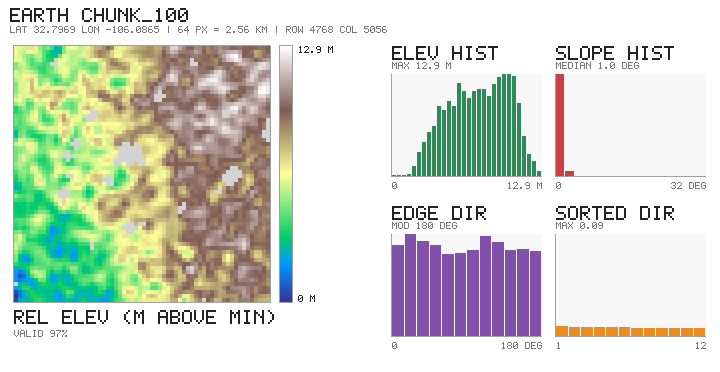 EARTH CHUNK_100
LAT 32.7969 LON -106.0865 | 64 PX = 2.56 KM | ROW 4768 COL 5056
12.9 M
0 M
REL ELEV (M ABOVE MIN)
VALID 97%
ELEV HIST
MAX 12.9 M
0 12.9 M
SLOPE HIST
MEDIAN 1.0 DEG
0 32 DEG
EDGE DIR
MOD 180 DEG
0 180 DEG
SORTED DIR
MAX 0.09
1 12